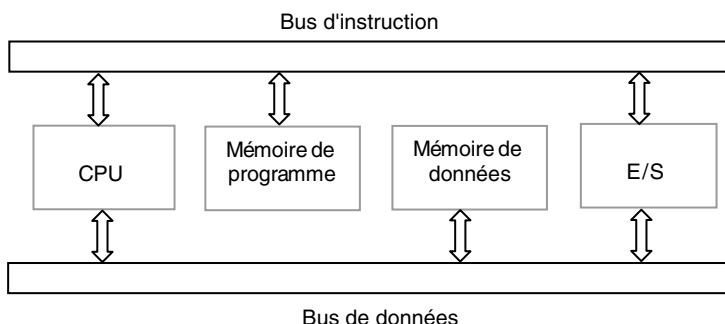 Bus d'instruction
CPU
Mémoire de
programme
Mémoire de
données
E/S
Bus de données